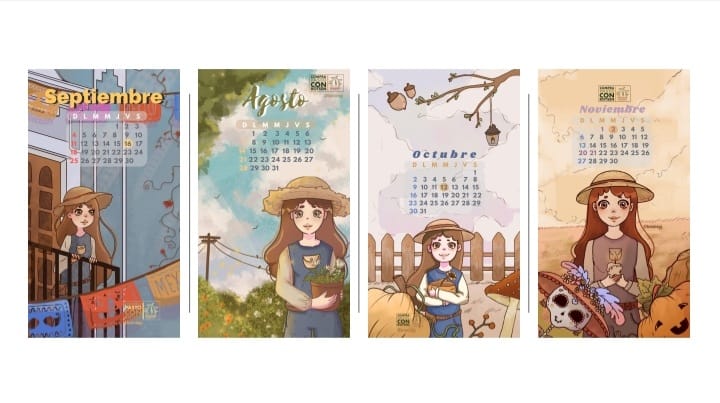 Septiembre
D L M M J V S
1 2 3
4 5 6 7 8 9 10
11 12 13 14 15 16 17
18 19 20 21 22 23 24
25 26 27 28 29 30
COMPRA
CON
Agosto
D L M M J V S
1 2 3 4 5 6
8 9 10 11 12 13
15 16 17 18 19 20
22 23 24 25 26 27
29 30 31
COMPRA
CON
Octubre
D L M M J V S
1
2 3 4 5 6 7 8
9 10 11 12 13 14 15
16 17 18 19 20 21 22
23 24 25 26 27 28 29
30 31
COMPRA
CON
Noviembre
D L M M J V S
1 2 3 4 5
6 7 8 9 10 11 12
13 14 15 16 17 18 19
20 21 22 23 24 25 26
27 28 29 30